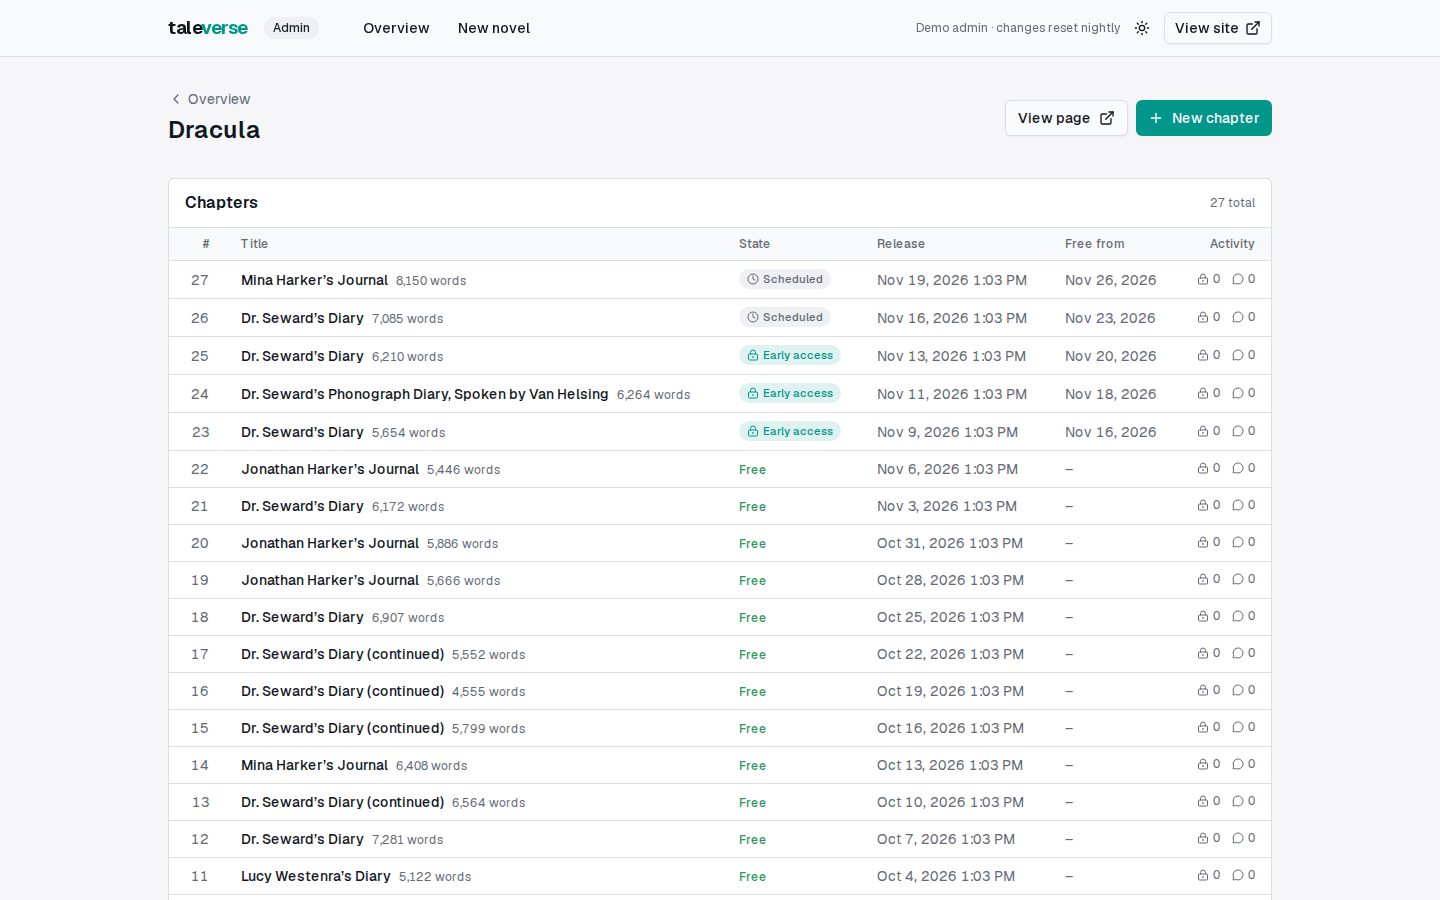 taleverse Admin Overview New novel Demo admin · changes reset nightly View site
Overview
Dracula
View page New chapter
Chapters 27 total
# Title State Release Free from Activity
27 Mina Harker’s Journal 8,150 words Scheduled Nov 19, 2026 1:03 PM Nov 26, 2026 0 0
26 Dr. Seward’s Diary 7,085 words Scheduled Nov 16, 2026 1:03 PM Nov 23, 2026 0 0
25 Dr. Seward’s Diary 6,210 words Early access Nov 13, 2026 1:03 PM Nov 20, 2026 0 0
24 Dr. Seward’s Phonograph Diary, Spoken by Van Helsing 6,264 words Early access Nov 11, 2026 1:03 PM Nov 18, 2026 0 0
23 Dr. Seward’s Diary 5,654 words Early access Nov 9, 2026 1:03 PM Nov 16, 2026 0 0
22 Jonathan Harker’s Journal 5,446 words Free Nov 6, 2026 1:03 PM – 0 0
21 Dr. Seward’s Diary 6,172 words Free Nov 3, 2026 1:03 PM – 0 0
20 Jonathan Harker’s Journal 5,886 words Free Oct 31, 2026 1:03 PM – 0 0
19 Jonathan Harker’s Journal 5,666 words Free Oct 28, 2026 1:03 PM – 0 0
18 Dr. Seward’s Diary 6,907 words Free Oct 25, 2026 1:03 PM – 0 0
17 Dr. Seward’s Diary (continued) 5,552 words Free Oct 22, 2026 1:03 PM – 0 0
16 Dr. Seward’s Diary (continued) 4,555 words Free Oct 19, 2026 1:03 PM – 0 0
15 Dr. Seward’s Diary (continued) 5,799 words Free Oct 16, 2026 1:03 PM – 0 0
14 Mina Harker’s Journal 6,408 words Free Oct 13, 2026 1:03 PM – 0 0
13 Dr. Seward’s Diary (continued) 6,564 words Free Oct 10, 2026 1:03 PM – 0 0
12 Dr. Seward’s Diary 7,281 words Free Oct 7, 2026 1:03 PM – 0 0
11 Lucy Westenra’s Diary 5,122 words Free Oct 4, 2026 1:03 PM – 0 0